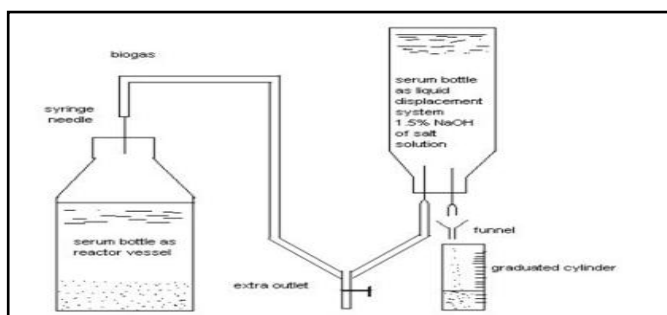 biogas
syringe
needle
serum bottle as
reactor vessel
extra outlet
serum bottle
as liquid
displacement
system
1.5% NaOH
of salt
solution
funnel
graduated cylinder